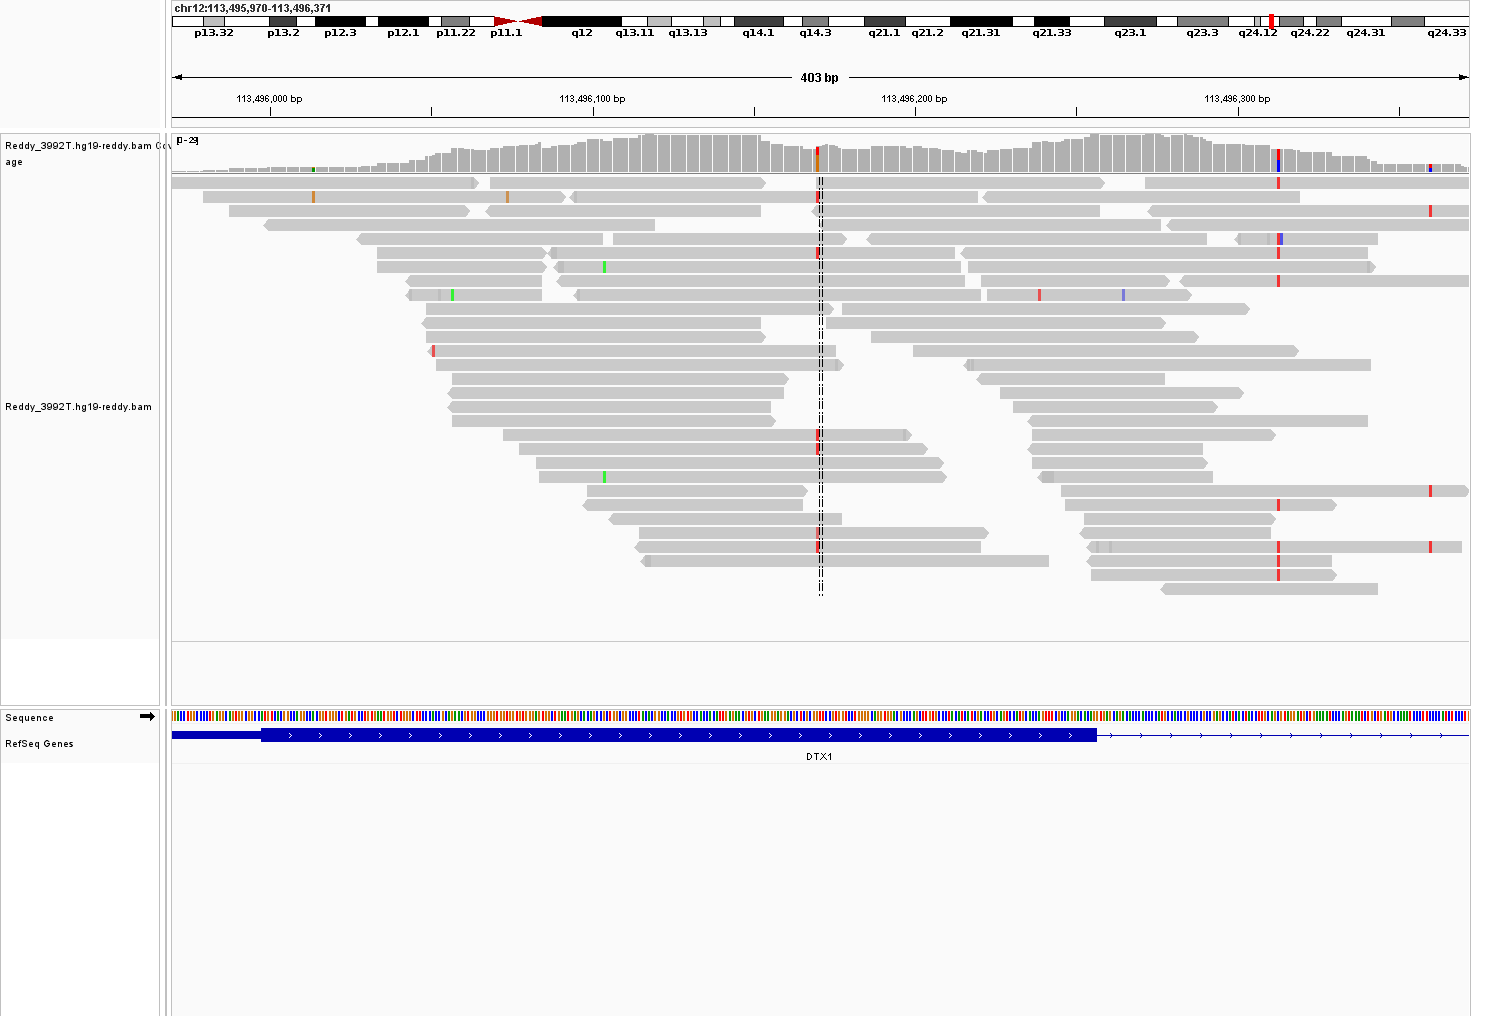 chr12:113,495,970-113,496,371
p13.32 p13.2 p12.3 p12.1 p11.22 p11.1 q12 q13.11 q13.13 q14.1 q14.3 q21.1 q21.2 q21.31 q21.33 q23.1 q23.3 q24.12 q24.22 q24.31 q24.33
403 bp
113,496,000 bp 113,496,100 bp 113,496,200 bp 113,496,300 bp
[0-29]
Reddy_3992T.hg19-reddy.bam Cov
age
Reddy_3992T.hg19-reddy.bam
Sequence
RefSeq Genes
DTX1